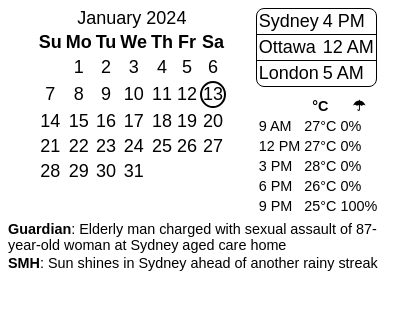 January 2024
Su Mo Tu We Th Fr Sa
1 2 3 4 5 6
7 8 9 10 11 12 13
14 15 16 17 18 19 20
21 22 23 24 25 26 27
28 29 30 31
Sydney 4 PM
Ottawa 12 AM
London 5 AM
°C ☂
9 AM 27°C 0%
12 PM 27°C 0%
3 PM 28°C 0%
6 PM 26°C 0%
9 PM 25°C 100%
Guardian: Elderly man charged with sexual assault of 87-
year-old woman at Sydney aged care home
SMH: Sun shines in Sydney ahead of another rainy streak